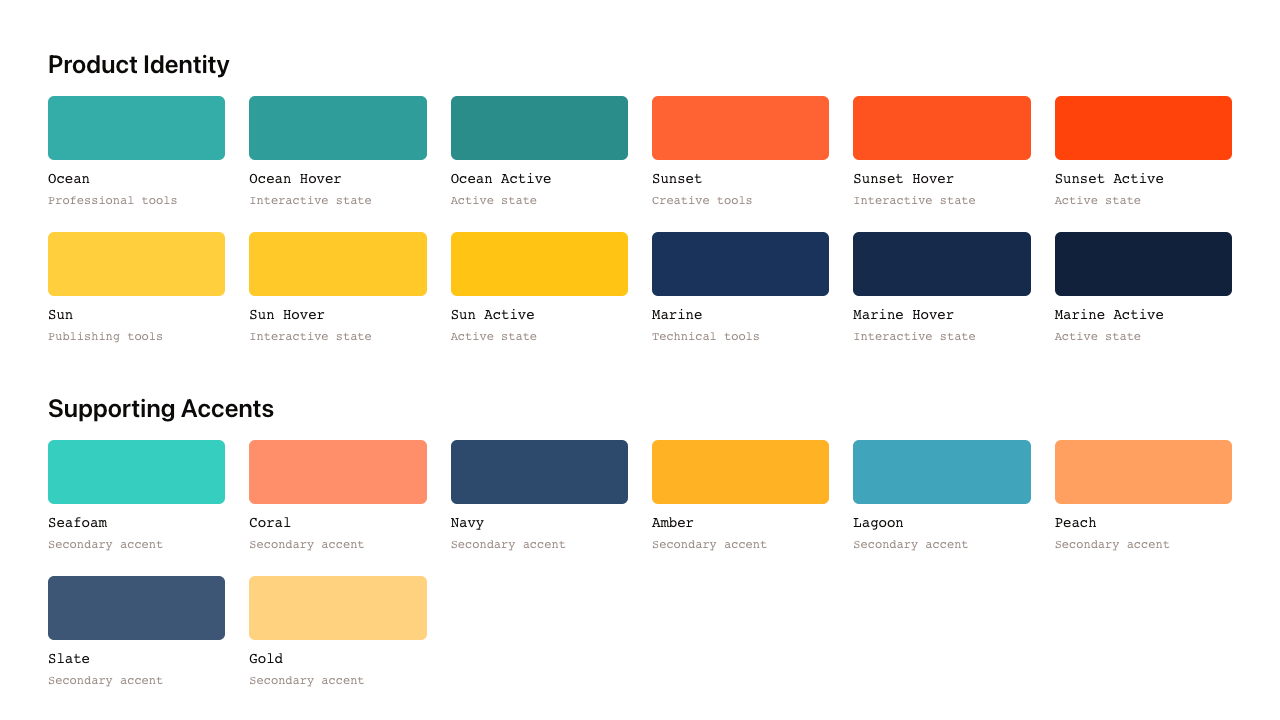 Product Identity
Ocean
Professional tools
Ocean Hover
Interactive state
Ocean Active
Active state
Sunset
Creative tools
Sunset Hover
Interactive state
Sunset Active
Active state
Sun
Publishing tools
Sun Hover
Interactive state
Sun Active
Active state
Marine
Technical tools
Marine Hover
Interactive state
Marine Active
Active state
Supporting Accents
Seafoam
Secondary accent
Coral
Secondary accent
Navy
Secondary accent
Amber
Secondary accent
Lagoon
Secondary accent
Peach
Secondary accent
Slate
Secondary accent
Gold
Secondary accent